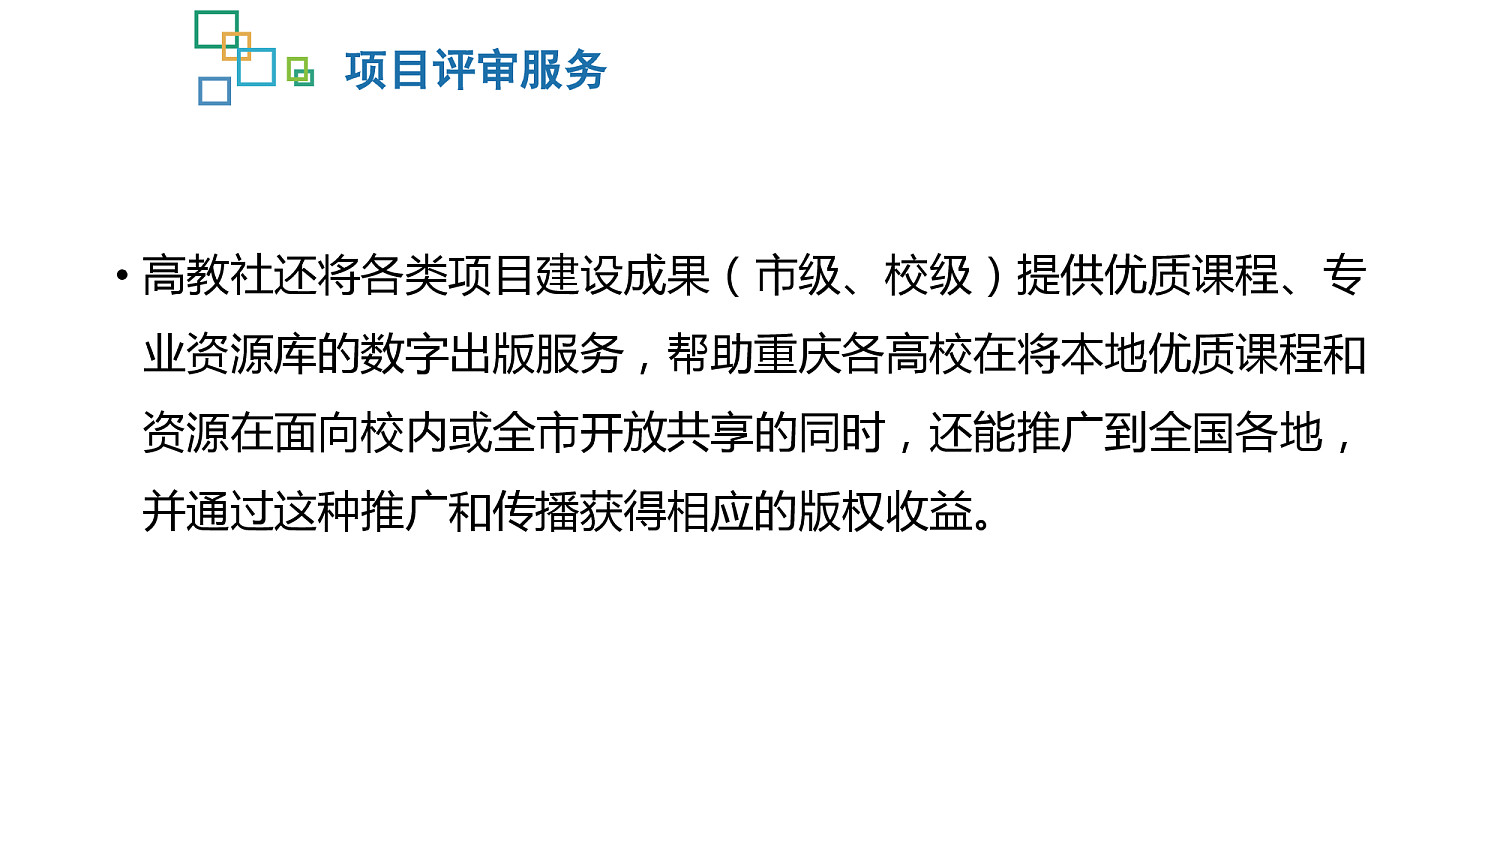 项目评审服务
• 高教社还将各类项目建设成果（市级、校级）提供优质课程、专
业资源库的数字出版服务，帮助重庆各高校在将本地优质课程和
资源在面向校内或全市开放共享的同时，还能推广到全国各地，
并通过这种推广和传播获得相应的版权收益。